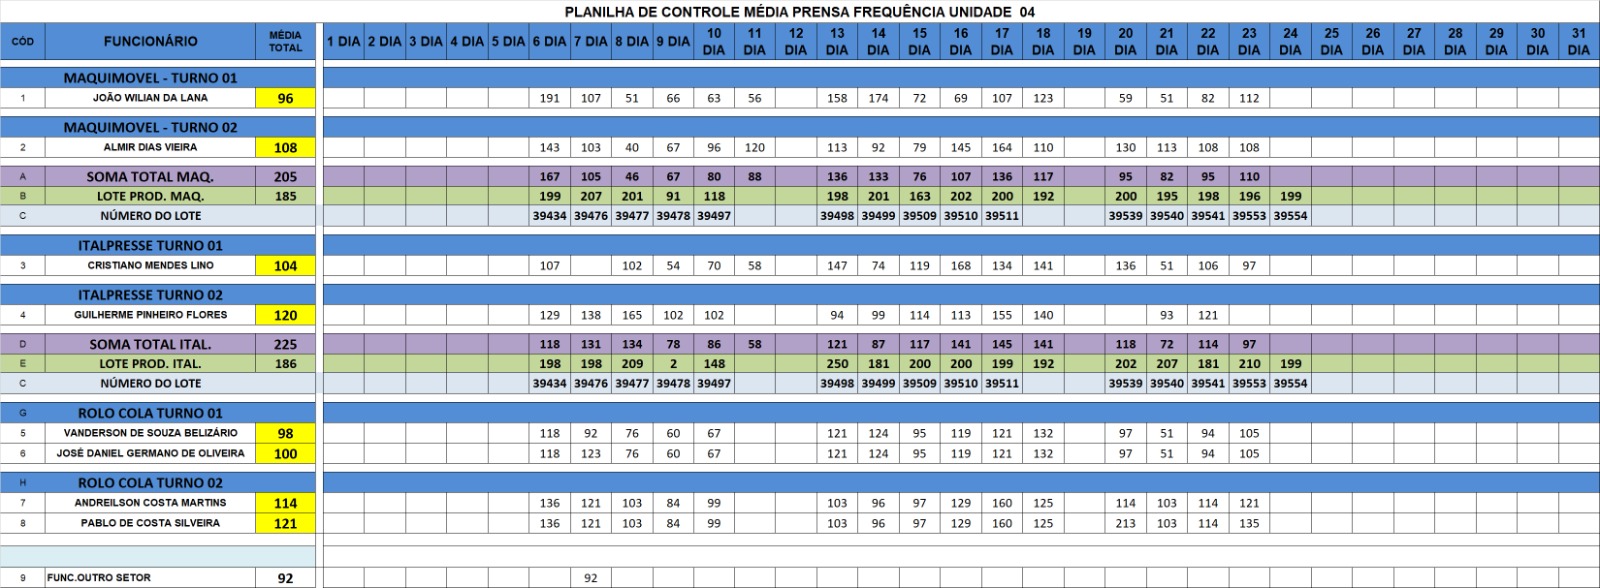 PLANILHA DE CONTROLE MÉDIA PRENSA FREQUÊNCIA UNIDADE 04
CÓD FUNCIONÁRIO MÉDIA TOTAL 1 DIA 2 DIA 3 DIA 4 DIA 5 DIA 6 DIA 7 DIA 8 DIA 9 DIA 10 DIA 11 DIA 12 DIA 13 DIA 14 DIA 15 DIA 16 DIA 17 DIA 18 DIA 19 DIA 20 DIA 21 DIA 22 DIA 23 DIA 24 DIA 25 DIA 26 DIA 27 DIA 28 DIA 29 DIA 30 DIA 31 DIA
MAQUIMOVEL - TURNO 01
1 JOÃO WILIAN DA LANA 96 191 107 51 66 63 56 158 174 72 69 107 123 59 51 82 112
MAQUIMOVEL - TURNO 02
2 ALMIR DIAS VIEIRA 108 143 103 40 67 96 120 113 92 79 145 164 110 130 113 108 108
A SOMA TOTAL MAQ. 205 167 105 46 67 80 88 136 133 76 107 136 117 95 82 95 110
B LOTE PROD. MAQ. 185 199 207 201 91 118 198 201 163 202 200 192 200 195 198 196 199
C NÚMERO DO LOTE 39434 39476 39477 39478 39497 39498 39499 39509 39510 39511 39539 39540 39541 39553 39554
ITALPRESSE TURNO 01
3 CRISTIANO MENDES LINO 104 107 102 54 70 58 147 74 119 168 134 141 136 51 106 97
ITALPRESSE TURNO 02
4 GUILHERME PINHEIRO FLORES 120 129 138 165 102 102 94 99 114 113 155 140 93 121
D SOMA TOTAL ITAL. 225 118 131 134 78 86 58 121 87 117 141 145 141 118 72 114 97
E LOTE PROD. ITAL. 186 198 198 209 2 148 250 181 200 200 199 192 202 207 181 210 199
C NÚMERO DO LOTE 39434 39476 39477 39478 39497 39498 39499 39509 39510 39511 39539 39540 39541 39553 39554
G ROLO COLA TURNO 01
5 VANDERSON DE SOUZA BELIZÁRIO 98 118 92 76 60 67 121 124 95 119 121 132 97 51 94 105
6 JOSÉ DANIEL GERMANO DE OLIVEIRA 100 118 123 76 60 67 121 124 95 119 121 132 97 51 94 105
H ROLO COLA TURNO 02
7 ANDREILSON COSTA MARTINS 114 136 121 103 84 99 103 96 97 129 160 125 114 103 114 121
8 PABLO DE COSTA SILVEIRA 121 136 121 103 84 99 103 96 97 129 160 125 213 103 114 135
9 FUNC.OUTRO SETOR 92 92